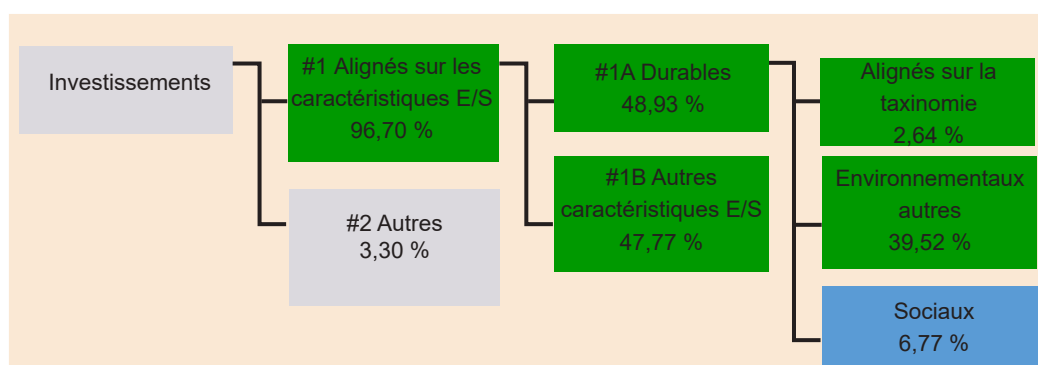 Investissements
#1 Alignés sur les
caractéristiques E/S
96,70 %
#2 Autres
3,30 %
#1A Durables
48,93 %
#1B Autres
caractéristiques E/S
47,77 %
Alignés sur la
taxinomie
2,64 %
Environnementaux
autres
39,52 %
Sociaux
6,77 %